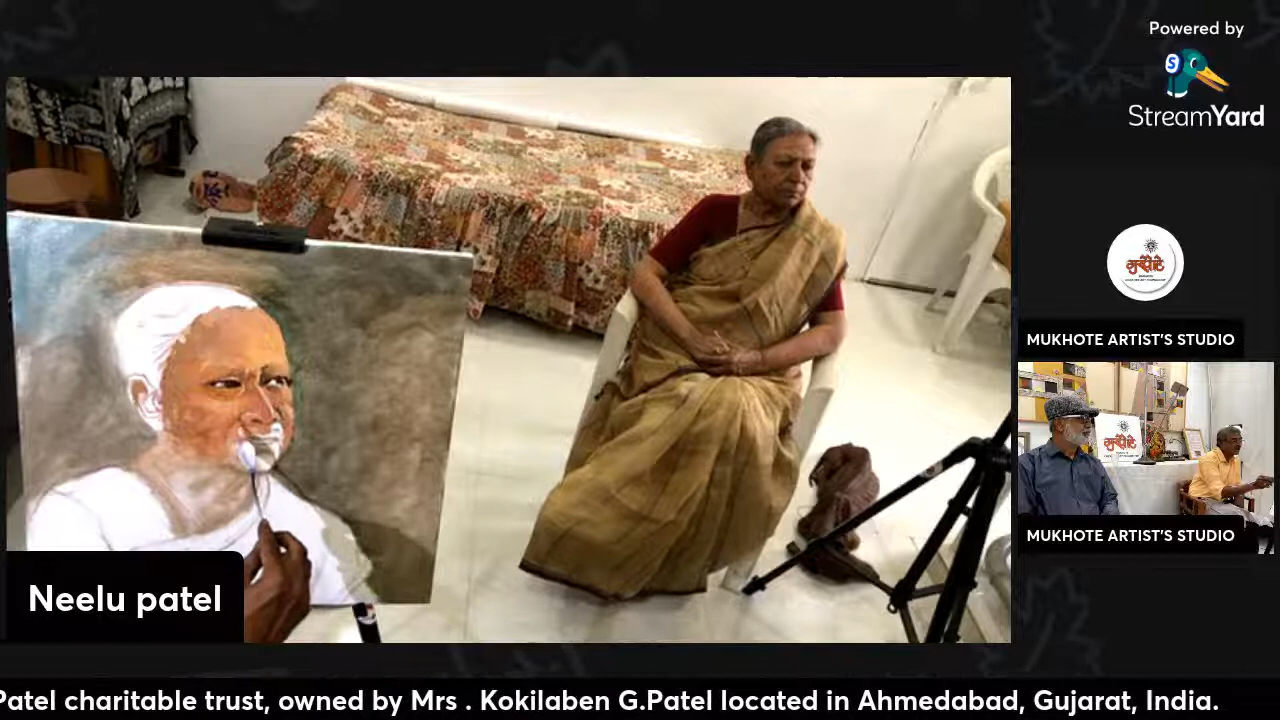 Powered by
StreamYard
मुखौटे
MUKHOTE ARTIST'S STUDIO
मुखौटे
MUKHOTE ARTIST'S STUDIO
Neelu patel
Patel charitable trust, owned by Mrs . Kokilaben G.Patel located in Ahmedabad, Gujarat, India.